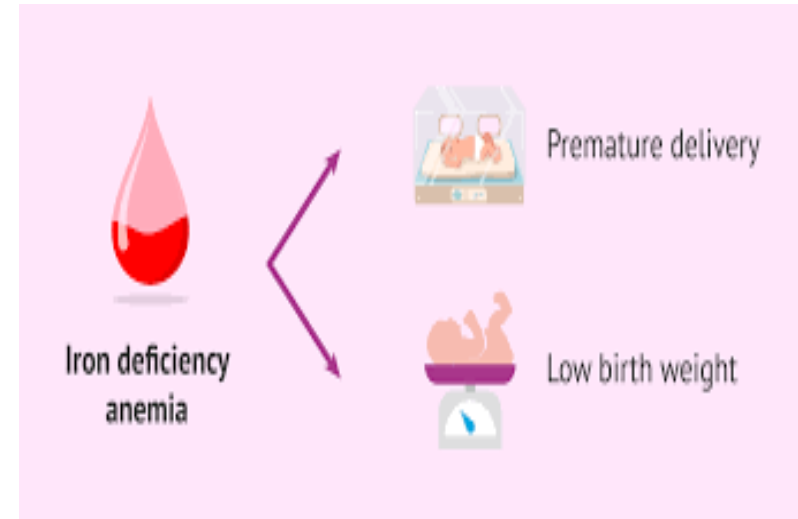 Premature delivery
Iron deficiency
anemia
Low birth weight